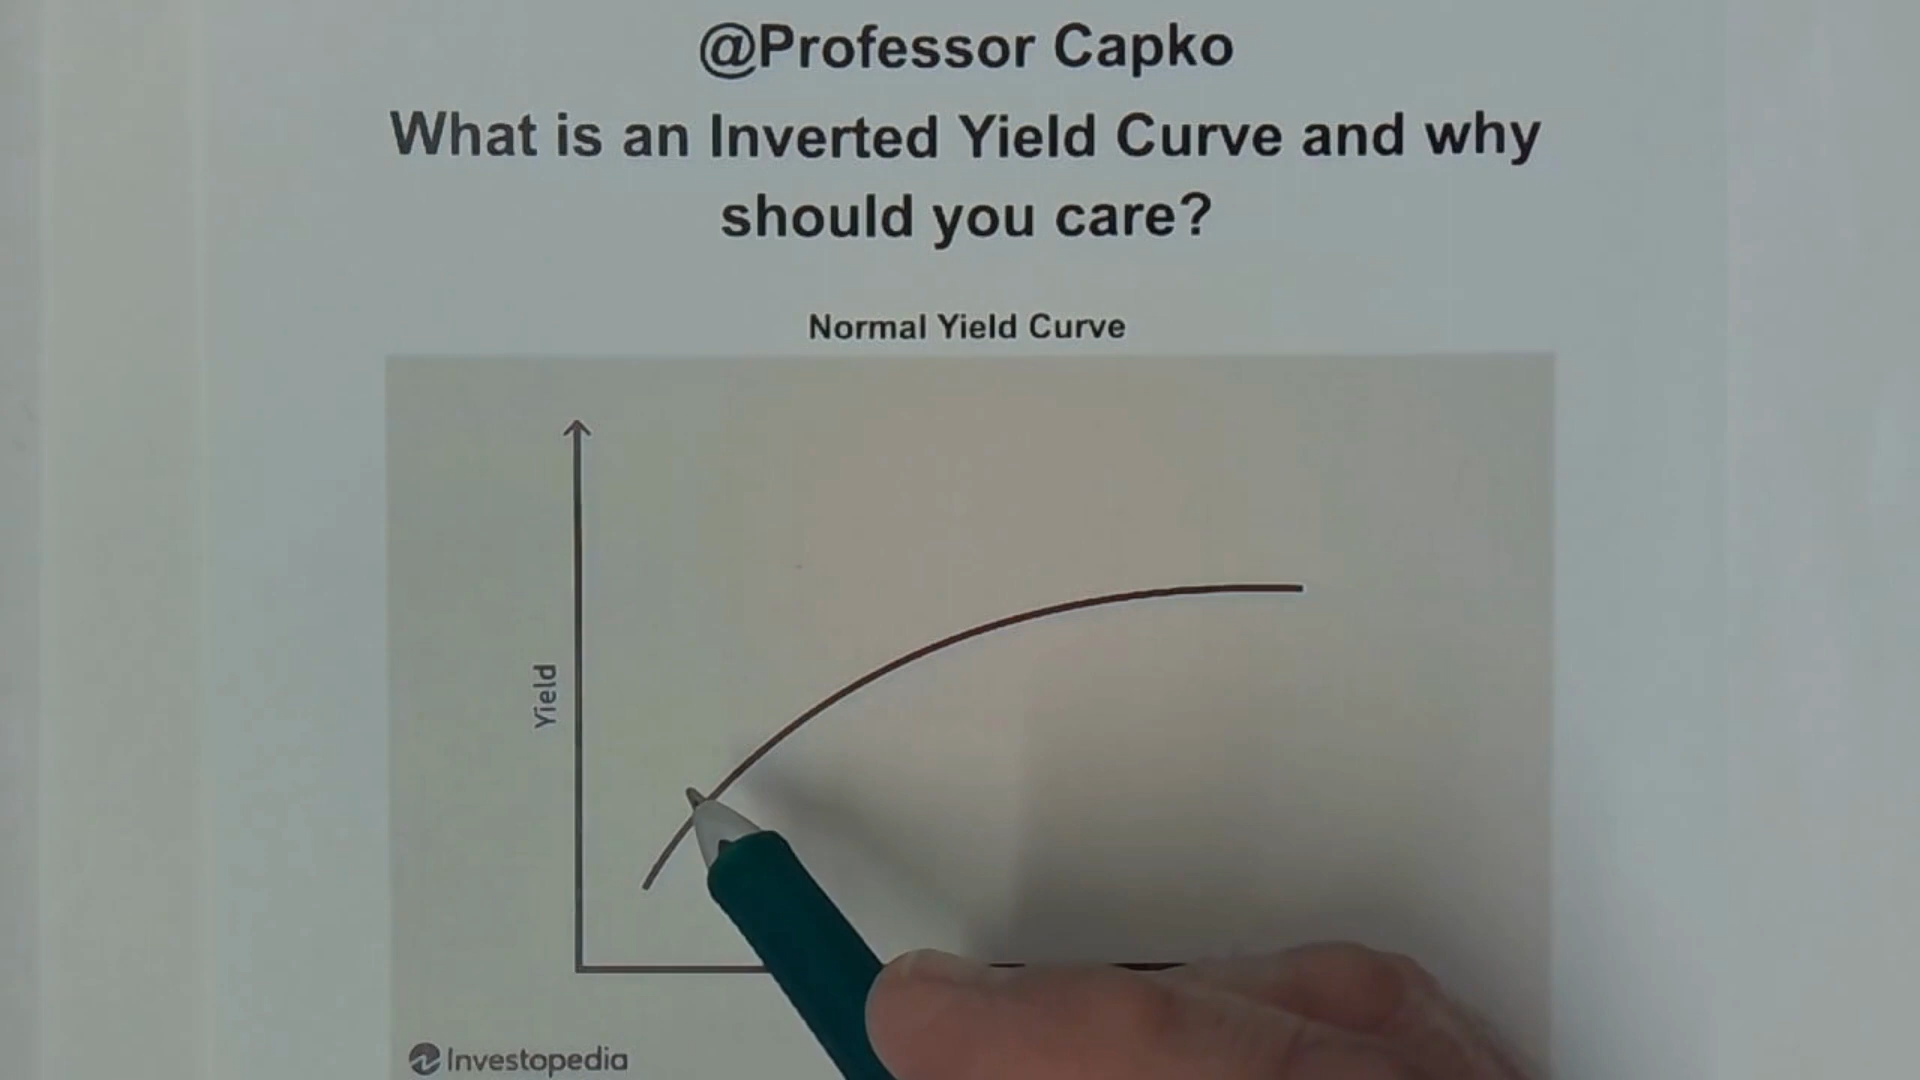 @Professor Capko
What is an Inverted Yield Curve and why
should you care?
Normal Yield Curve
Yield
Investopedia